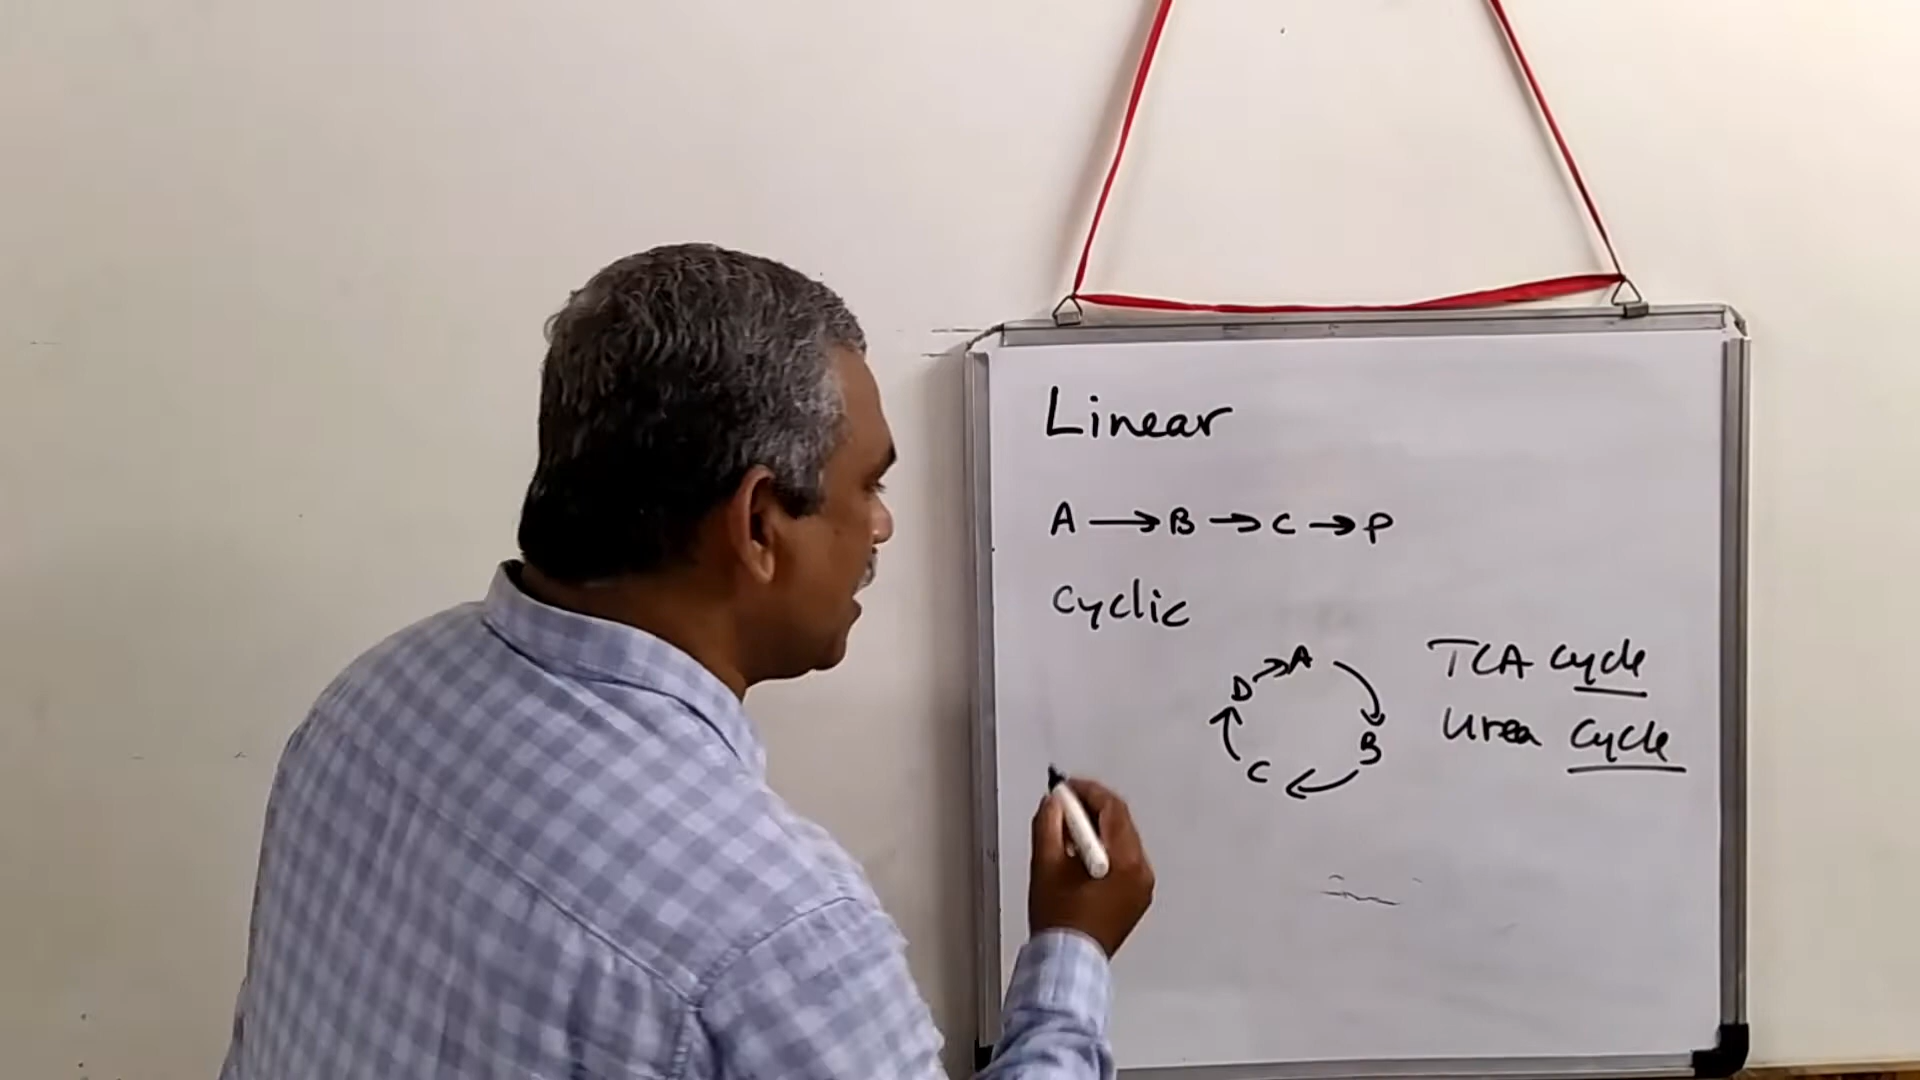 Linear
A → B → C → P
Cyclic
A
D
B
C
TCA Cycle
Urea Cycle